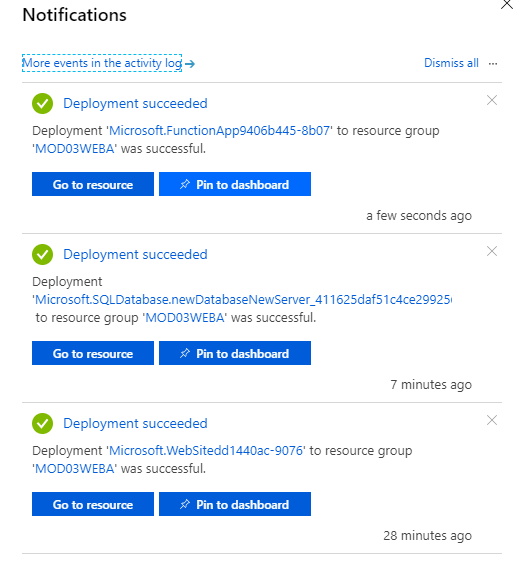 Notifications
More events in the activity log → Dismiss all ...
Deployment succeeded
Deployment 'Microsoft.FunctionApp9406b445-8b07' to resource group
'MOD03WEBA' was successful.
Go to resource Pin to dashboard
a few seconds ago
Deployment succeeded
Deployment
'Microsoft.SQLDatabase.newDatabaseNewServer_411625daf51c4ce29925
to resource group 'MOD03WEBA' was successful.
Go to resource Pin to dashboard
7 minutes ago
Deployment succeeded
Deployment 'Microsoft.WebSitedd1440ac-9076' to resource group
'MOD03WEBA' was successful.
Go to resource Pin to dashboard
28 minutes ago